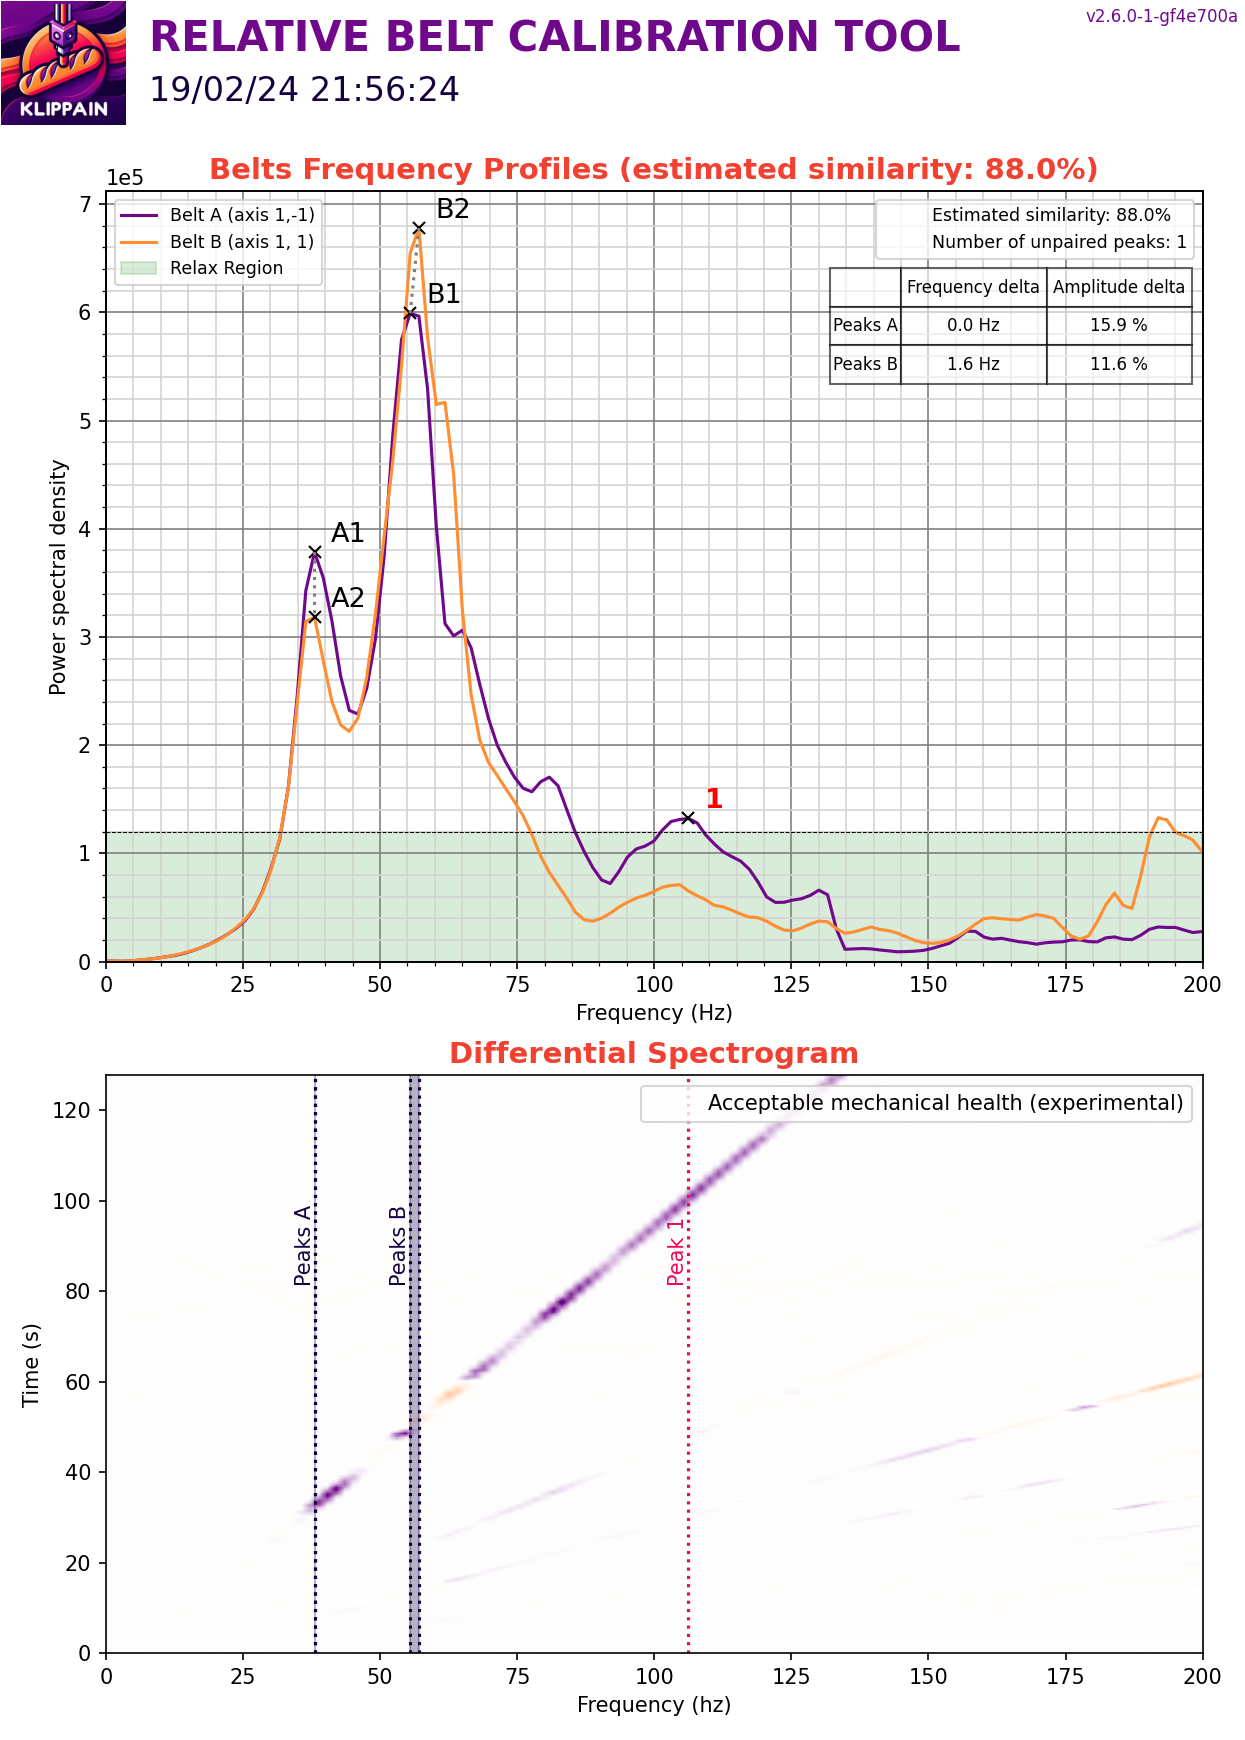 KLIPPAIN
RELATIVE BELT CALIBRATION TOOL
v2.6.0-1-gf4e700a
19/02/24 21:56:24
Belts Frequency Profiles (estimated similarity: 88.0%)
1e5
Belt A (axis 1,-1)
Belt B (axis 1, 1)
Relax Region
Estimated similarity: 88.0%
Number of unpaired peaks: 1
Frequency delta Amplitude delta
Peaks A 0.0 Hz 15.9 %
Peaks B 1.6 Hz 11.6 %
B2
B1
A1
A2
1
Power spectral density
7
6
5
4
3
2
1
0
0 25 50 75 100 125 150 175 200
Frequency (Hz)
Differential Spectrogram
Acceptable mechanical health (experimental)
Peaks A
Peaks B
Peak 1
Time (s)
120
100
80
60
40
20
0
0 25 50 75 100 125 150 175 200
Frequency (hz)